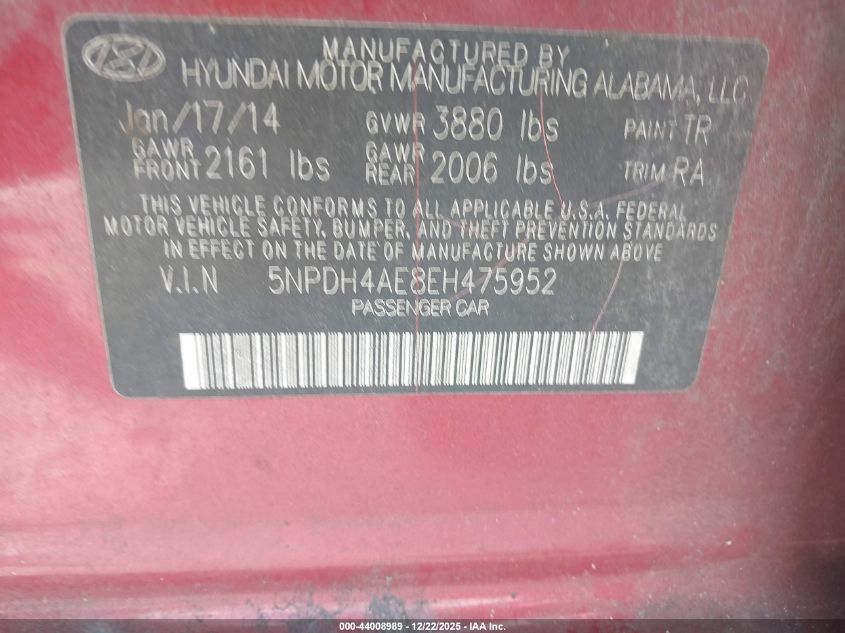 MANUFACTURED BY
HYUNDAI MOTOR MANUFACTURING ALABAMA, LLC
Jan/17/14 GVWR 3880 lbs PAINT TR
GAWR FRONT 2161 lbs GAWR REAR 2006 lbs TRIM RA
THIS VEHICLE CONFORMS TO ALL APPLICABLE U.S.A. FEDERAL
MOTOR VEHICLE SAFETY, BUMPER, AND THEFT PREVENTION STANDARDS
IN EFFECT ON THE DATE OF MANUFACTURE SHOWN ABOVE
V.I.N 5NPDH4AE8EH475952
PASSENGER CAR
000-44008989 - 12/22/2025 - IAA Inc.